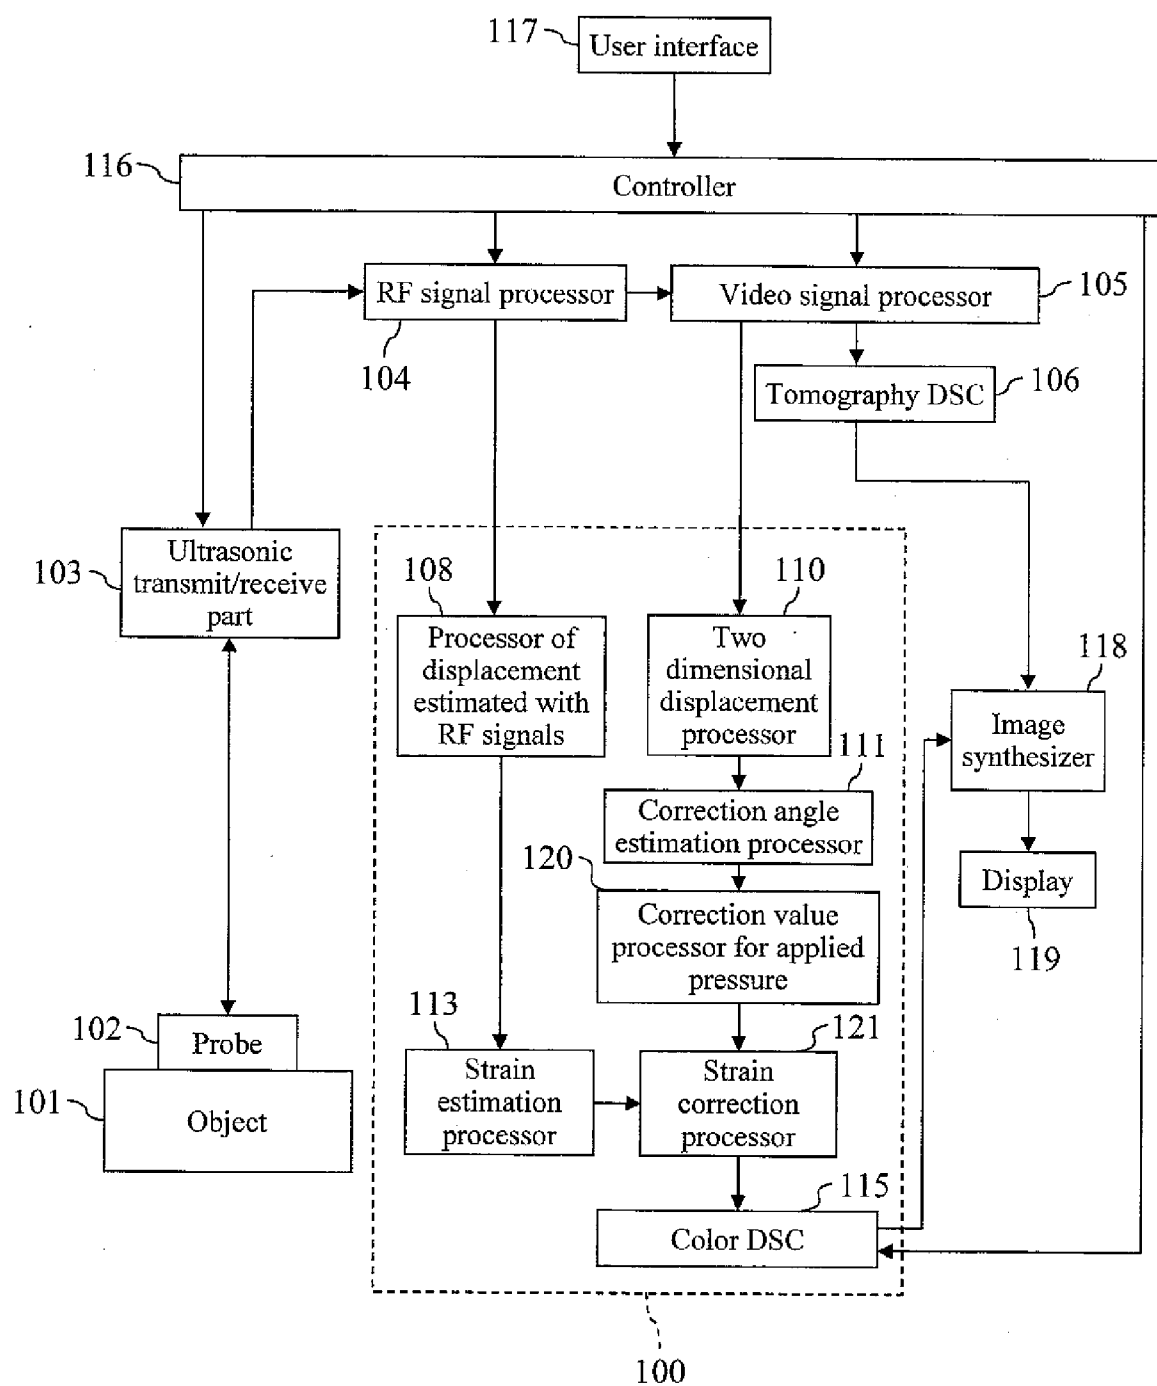 117
User interface
116
Controller
RF signal processor
104
Video signal processor
105
Tomography DSC
106
103
Ultrasonic
transmit/receive
part
108
Processor of
displacement
estimated with
RF signals
110
Two
dimensional
displacement
processor
111
Correction angle
estimation processor
120
Correction value
processor for applied
pressure
118
Image
synthesizer
Display
119
102
Probe
101
Object
113
Strain
estimation
processor
121
Strain
correction
processor
115
Color DSC
100